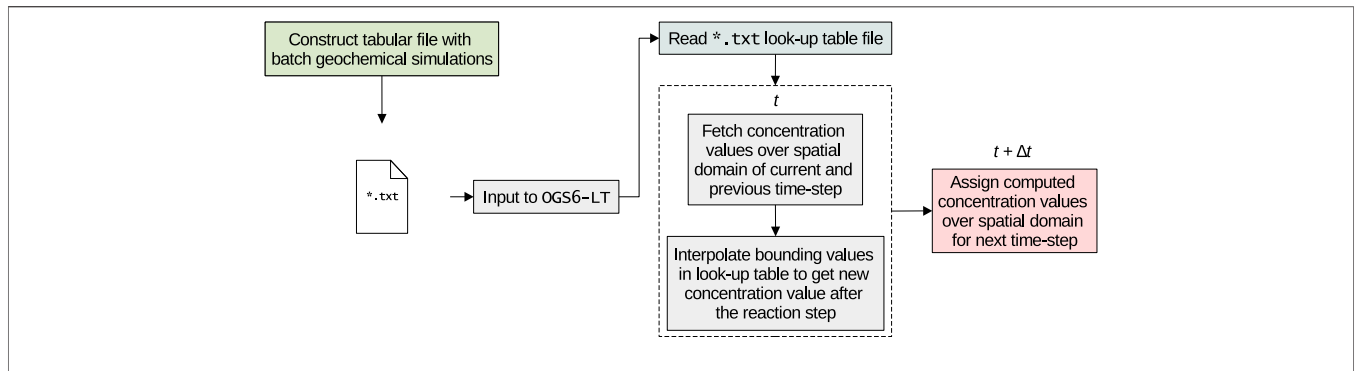 Construct tabular file with
batch geochemical simulations
*.txt
Input to OGS6-LT
Read *.txt look-up table file
t
Fetch concentration
values over spatial
domain of current and
previous time-step
Interpolate bounding values
in look-up table to get new
concentration value after
the reaction step
t + Δt
Assign computed
concentration values
over spatial domain
for next time-step